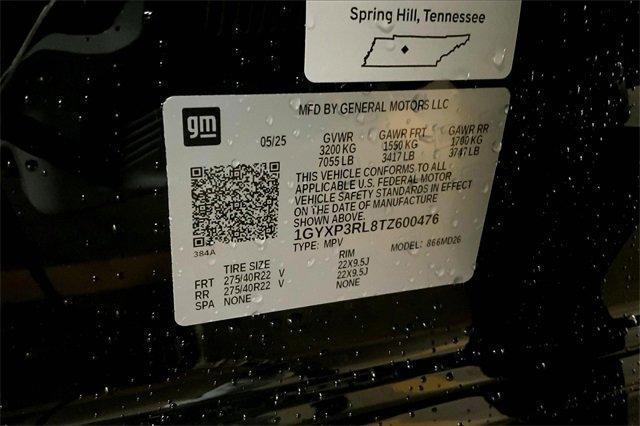 Spring Hill, Tennessee
gm
MFD BY GENERAL MOTORS LLC
05/25 GVWR GAWR FRT GAWR RR
3200 KG 1550 KG 1700 KG
7055 LB 3417 LB 3747 LB
THIS VEHICLE CONFORMS TO ALL
APPLICABLE U.S. FEDERAL MOTOR
VEHICLE SAFETY STANDARDS IN EFFECT
ON THE DATE OF MANUFACTURE
SHOWN ABOVE.
1GYXP3RL8TZ600476
384A
TYPE: MPV MODEL: 866MD26
TIRE SIZE RIM
FRT 275/40R22 V 22X9.5J
RR 275/40R22 V 22X9.5J
SPA NONE NONE